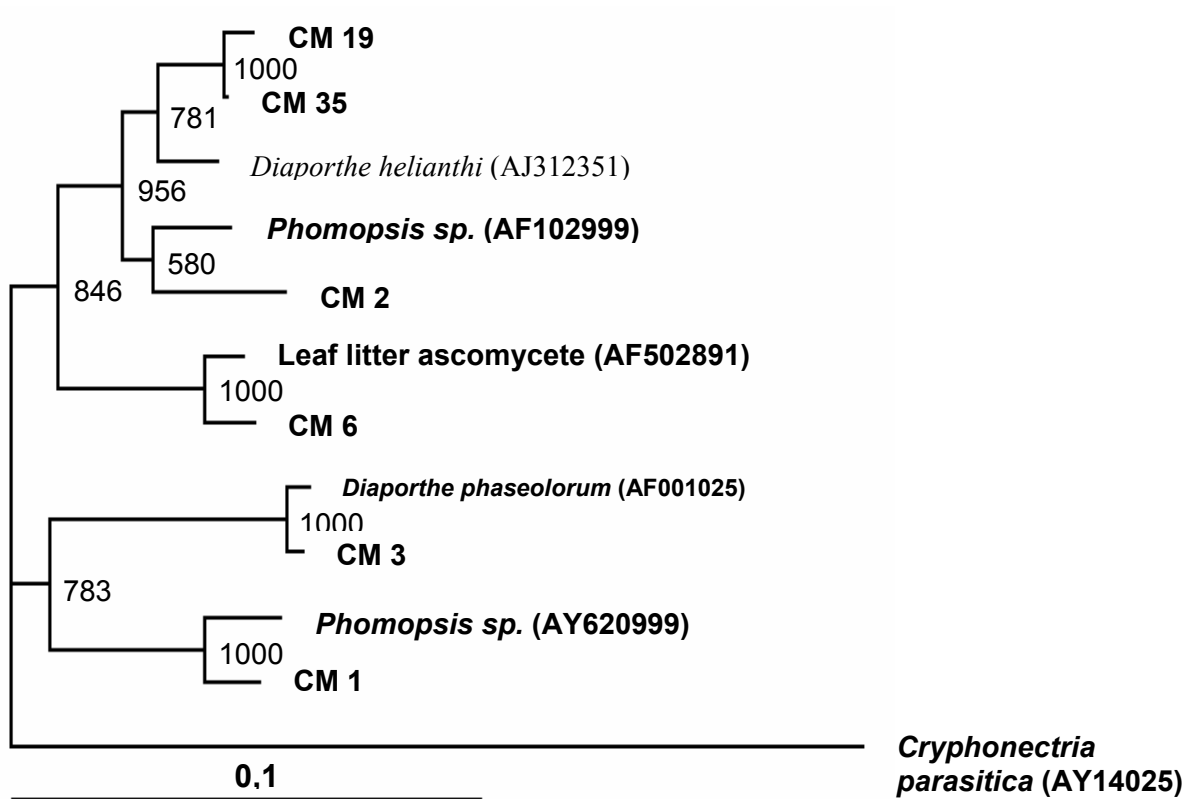 CM 19
1000
CM 35
781
Diaporthe helianthi (AJ312351)
956
Phomopsis sp. (AF102999)
580
846
CM 2
Leaf litter ascomycete (AF502891)
1000
CM 6
Diaporthe phaseolorum (AF001025)
1000
CM 3
783
Phomopsis sp. (AY620999)
1000
CM 1
Cryphonectria
parasitica (AY14025)
0,1